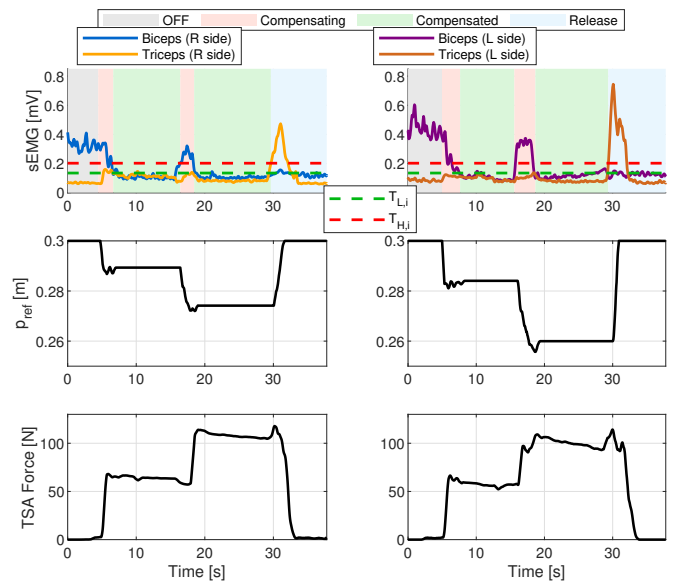 OFF Compensating Compensated Release
Biceps (R side)
Triceps (R side)
Biceps (L side)
Triceps (L side)
sEMG [mV]
0.8
0.6
0.4
0.2
0
0 10 20 30
0.8
0.6
0.4
0.2
0
0 10 20 30
T_L,i
T_H,i
p_ref [m]
0.3
0.28
0.26
0 10 20 30
0.3
0.28
0.26
0 10 20 30
TSA Force [N]
100
50
0
0 10 20 30
Time [s]
100
50
0
0 10 20 30
Time [s]